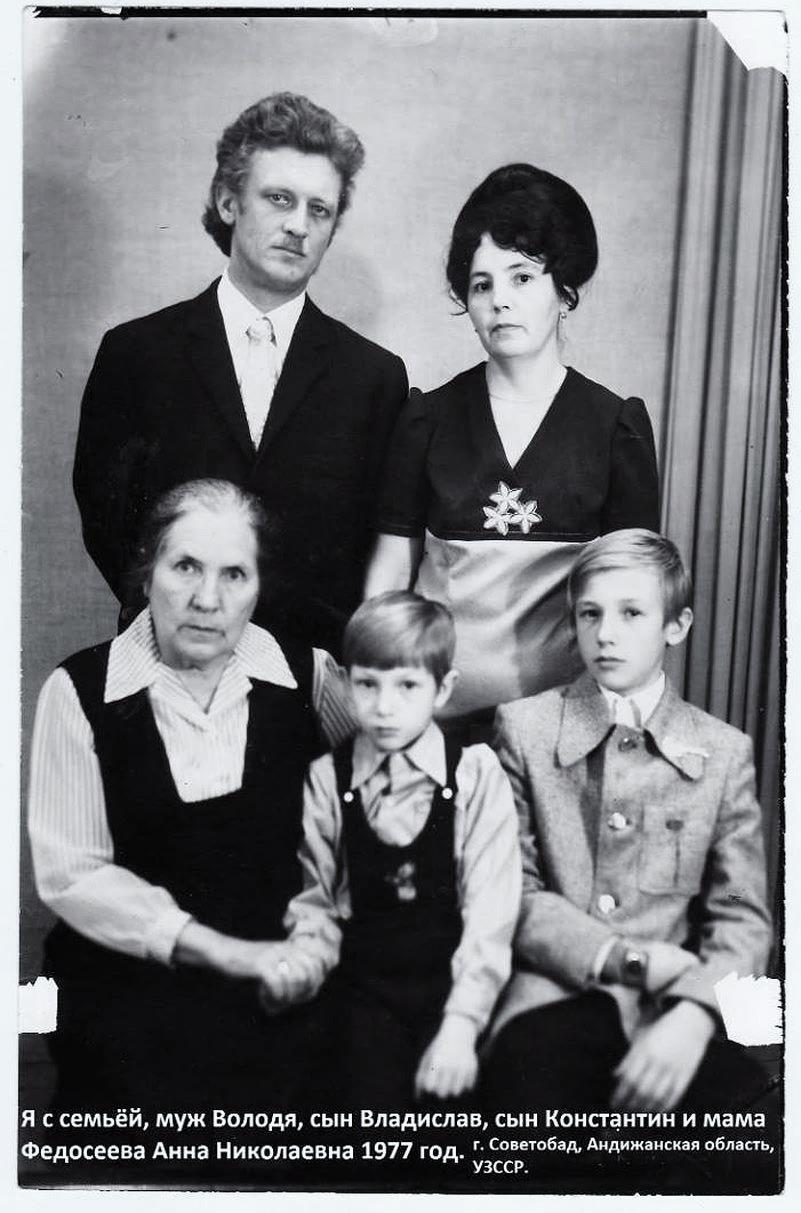 Я с семьёй, муж Володя, сын Владислав, сын Константин и мама
Федосеева Анна Николаевна 1977 год. г. Советобад, Андижанская область,
УЗССР.